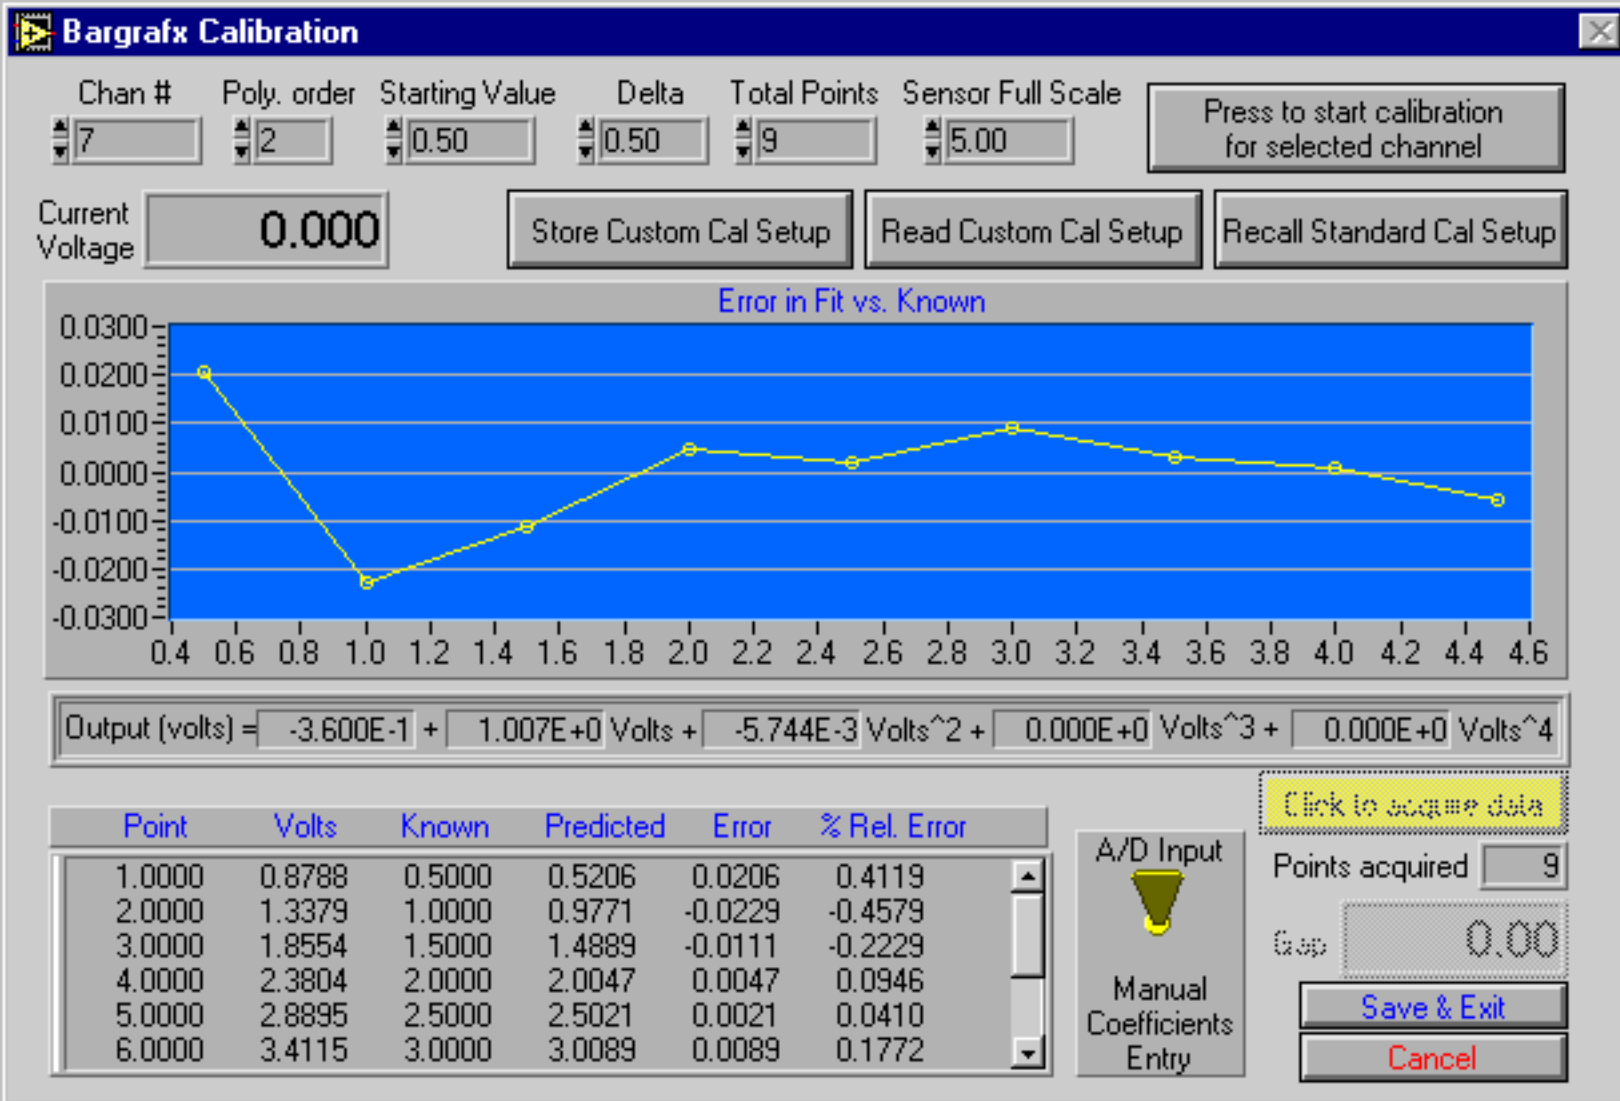 Bargrafx Calibration
Chan # Poly. order Starting Value Delta Total Points Sensor Full Scale
7 2 0.50 0.50 9 5.00
Press to start calibration
for selected channel
Current
Voltage
0.000
Store Custom Cal Setup Read Custom Cal Setup Recall Standard Cal Setup
Error in Fit vs. Known
0.0300
0.0200
0.0100
0.0000
-0.0100
-0.0200
-0.0300
0.4 0.6 0.8 1.0 1.2 1.4 1.6 1.8 2.0 2.2 2.4 2.6 2.8 3.0 3.2 3.4 3.6 3.8 4.0 4.2 4.4 4.6
Output (volts) = -3.600E-1 + 1.007E+0 Volts + -5.744E-3 Volts^2 + 0.000E+0 Volts^3 + 0.000E+0 Volts^4
Point Volts Known Predicted Error % Rel. Error
1.0000 0.8788 0.5000 0.5206 0.0206 0.4119
2.0000 1.3379 1.0000 0.9771 -0.0229 -0.4579
3.0000 1.8554 1.5000 1.4889 -0.0111 -0.2229
4.0000 2.3804 2.0000 2.0047 0.0047 0.0946
5.0000 2.8895 2.5000 2.5021 0.0021 0.0410
6.0000 3.4115 3.0000 3.0089 0.0089 0.1772
A/D Input
Manual
Coefficients
Entry
Click to acquire data
Points acquired 9
Gap 0.00
Save & Exit
Cancel